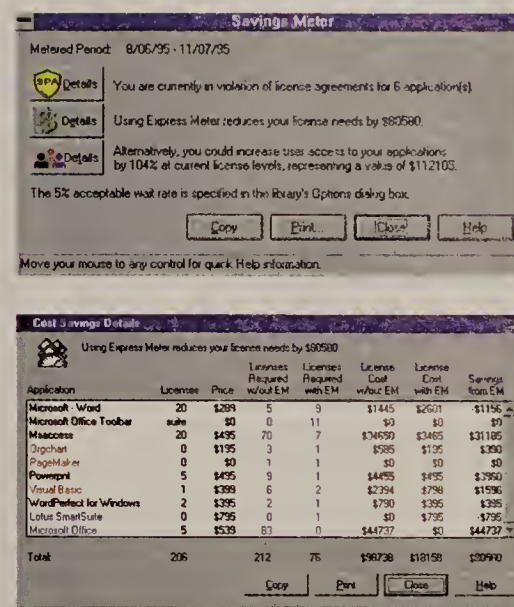 Savings Meter
Metered Period: 8/06/95 - 11/07/95
SPA Details You are currently in violation of license agreements for 6 application(s).
Details Using Express Meter reduces your license needs by $80580.
Details Alternatively, you could increase user access to your applications
by 104% at current license levels, representing a value of $112105.
The 5% acceptable wait rate is specified in the library's Options dialog box.
Copy Print... Close Help
Move your mouse to any control for quick Help information.
Cost Savings Details
Using Express Meter reduces your license needs by $80580
Application Licenses Price Licenses Required w/out EM Licenses Required with EM License Cost w/out EM License Cost with EM Savings from EM
Microsoft - Word 20 $289 5 9 $1445 $2601 -$1156
Microsoft Office Toolbar suite $0 0 11 $0 $0 $0
Msaccess 20 $495 70 7 $34650 $3465 $31185
Orgchart 0 $195 3 1 $585 $195 $390
PageMaker 0 $0 1 1 $0 $0 $0
Powerpnt 5 $495 9 1 $4455 $495 $3960
Visual Basic 1 $399 6 2 $2394 $798 $1596
WordPerfect for Windows 2 $395 2 1 $790 $395 $395
Lotus SmartSuite 0 $795 0 1 $0 $795 -$795
Microsoft Office 5 $539 83 0 $44737 $0 $44737
Total: 206 212 76 $98738 $18158 $80580
Copy Print Close Help